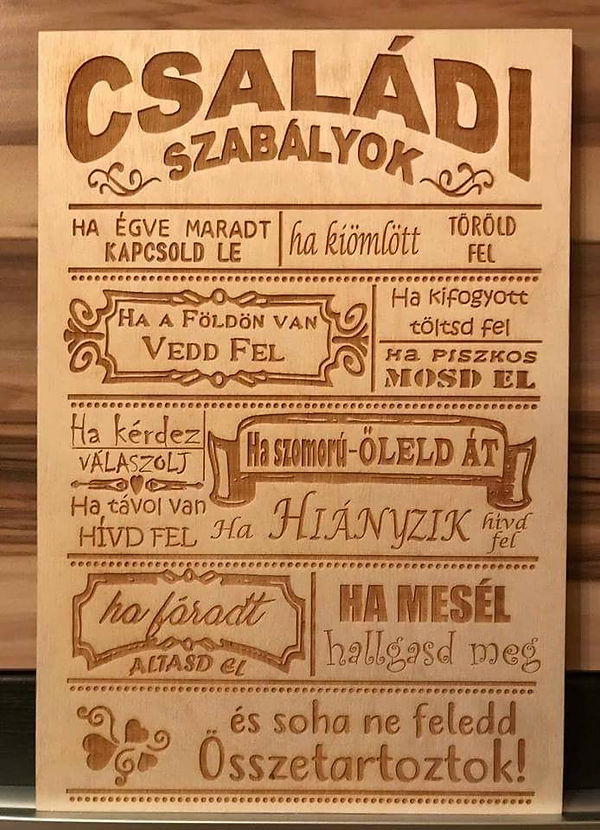 CSALÁDI
SZABÁLYOK
HA ÉGVE MARADT
KAPCSOLD LE
ha kiömlött
TÖRÖLD
FEL
HA A FÖLDÖN VAN
VEDD FEL
Ha kifogyott
töltsd fel
HA PISZKOS
MOSD EL
Ha kérdez
VÁLASZOLJ
Ha szomorú-ÖLELD ÁT
Ha távol van
HÍVD FEL
Ha HIÁNYZIK hívd
fel
ha fáradt
ALTASD EL
HA MESÉL
hallgasd meg
és soha ne feledd
Összetartoztok!